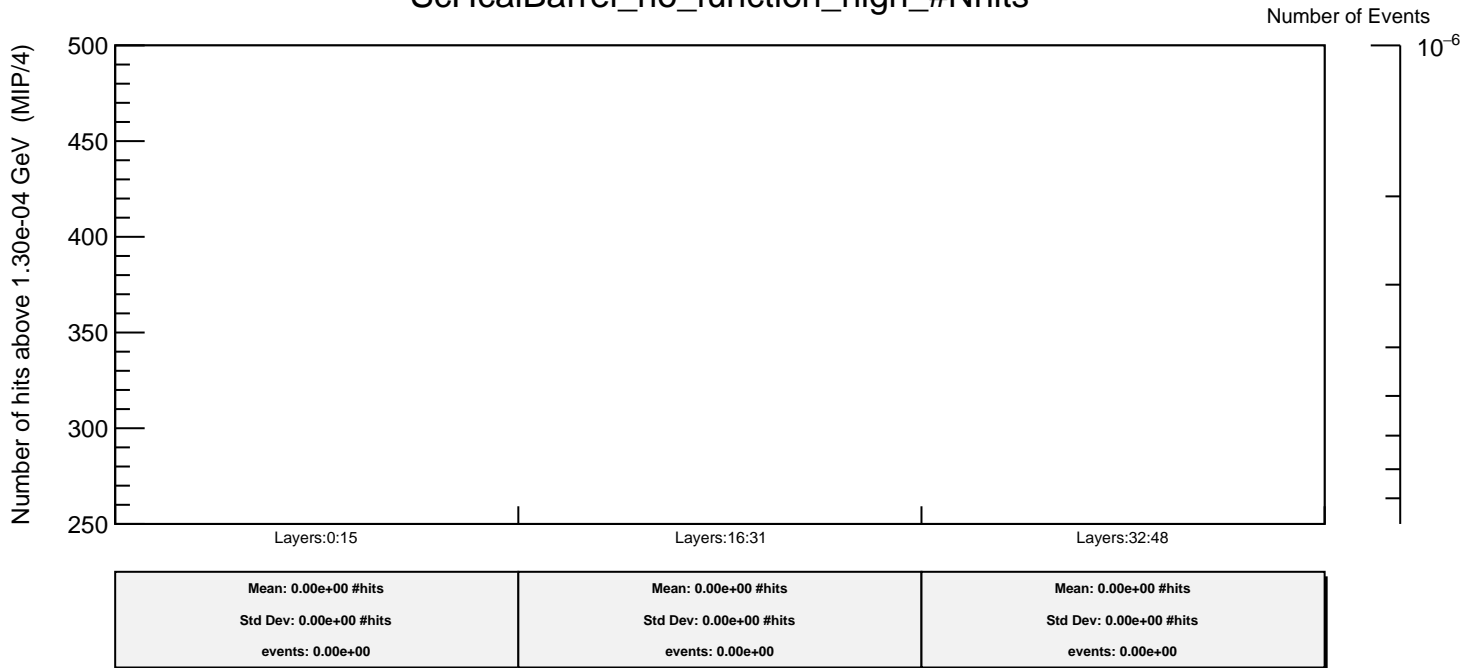 ScHcalBarrel_no_function_high_#Nhits
Number of Events
10⁻⁶
Number of hits above 1.30e-04 GeV (MIP/4)
500
450
400
350
300
250
Layers:0:15
Layers:16:31
Layers:32:48
Mean: 0.00e+00 #hits
Std Dev: 0.00e+00 #hits
events: 0.00e+00
Mean: 0.00e+00 #hits
Std Dev: 0.00e+00 #hits
events: 0.00e+00
Mean: 0.00e+00 #hits
Std Dev: 0.00e+00 #hits
events: 0.00e+00